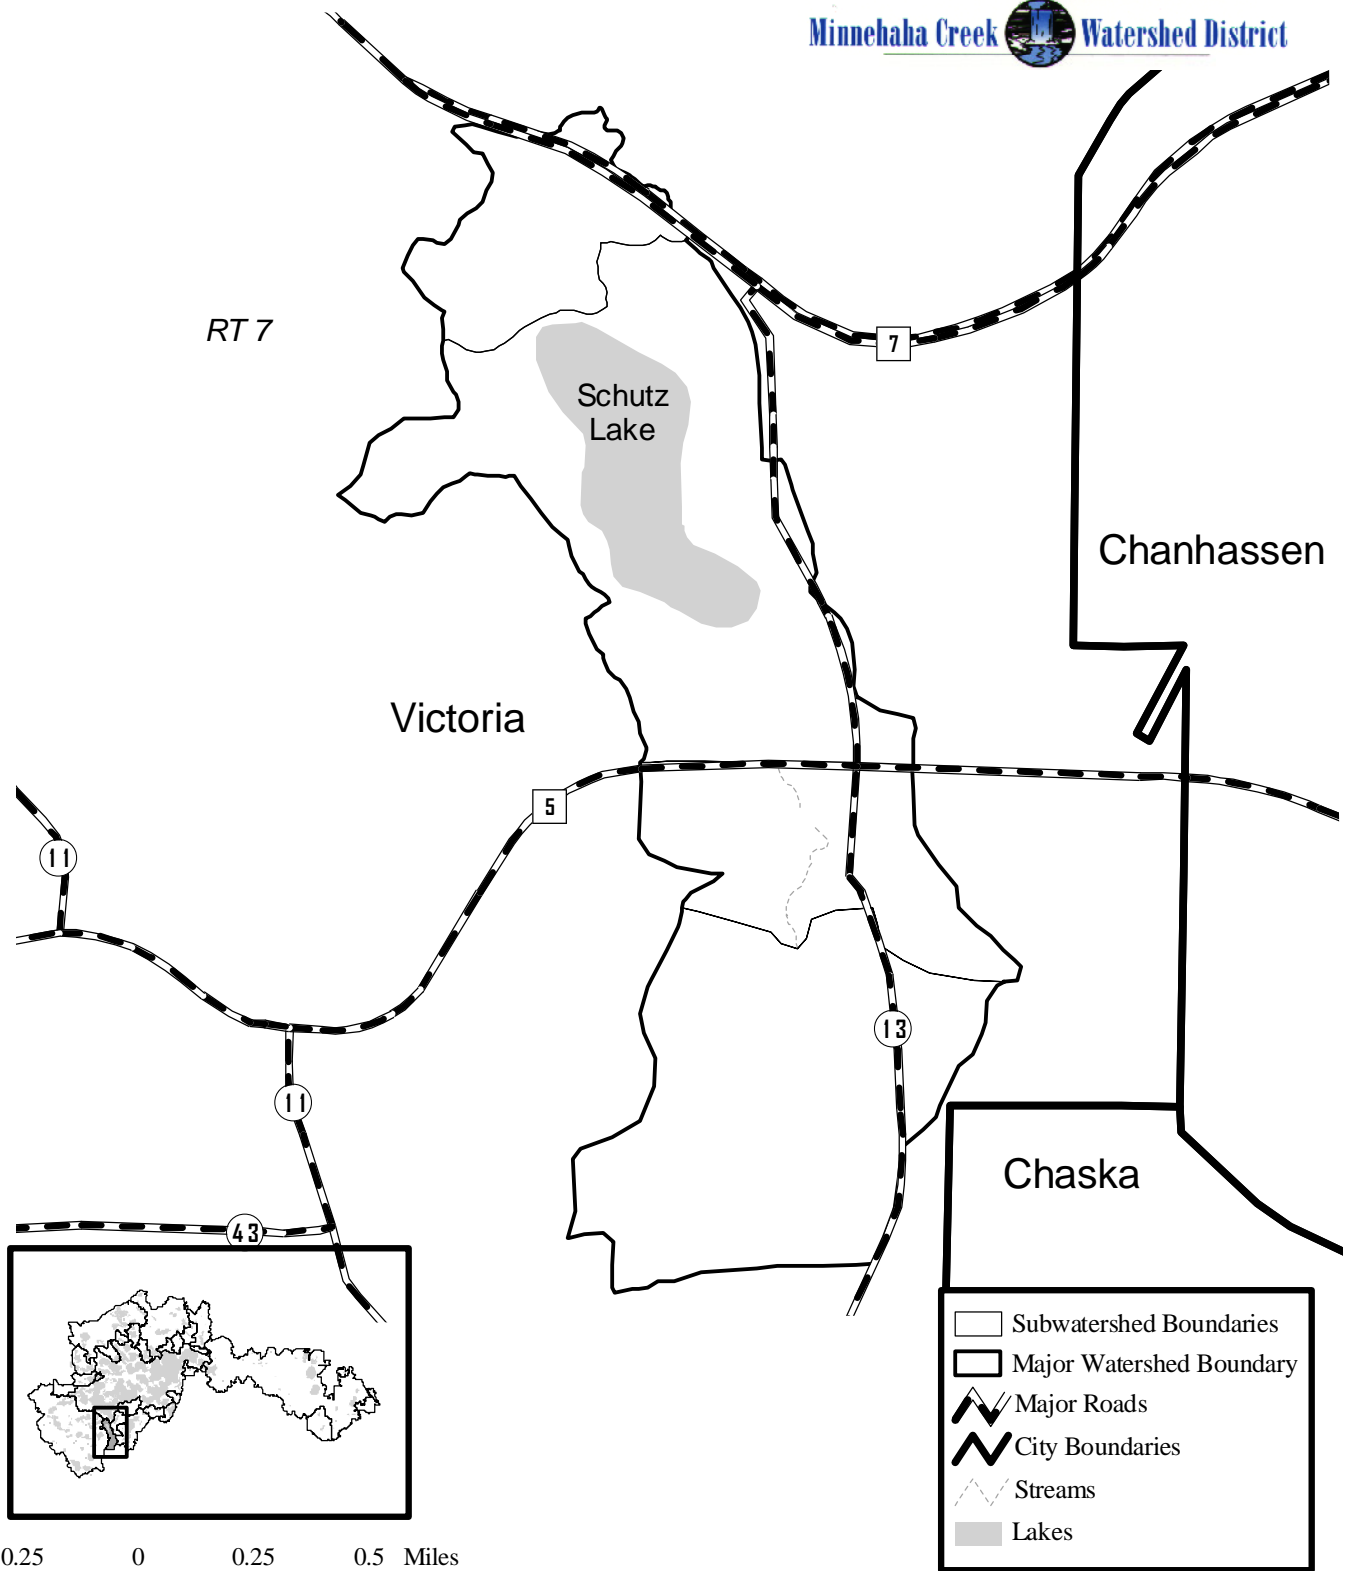 Minnehaha Creek Watershed District
RT 7
7
Schutz
Lake
Chanhassen
Victoria
5
11
13
11
Chaska
43
Subwatershed Boundaries
Major Watershed Boundary
Major Roads
City Boundaries
Streams
Lakes
0.25 0 0.25 0.5 Miles